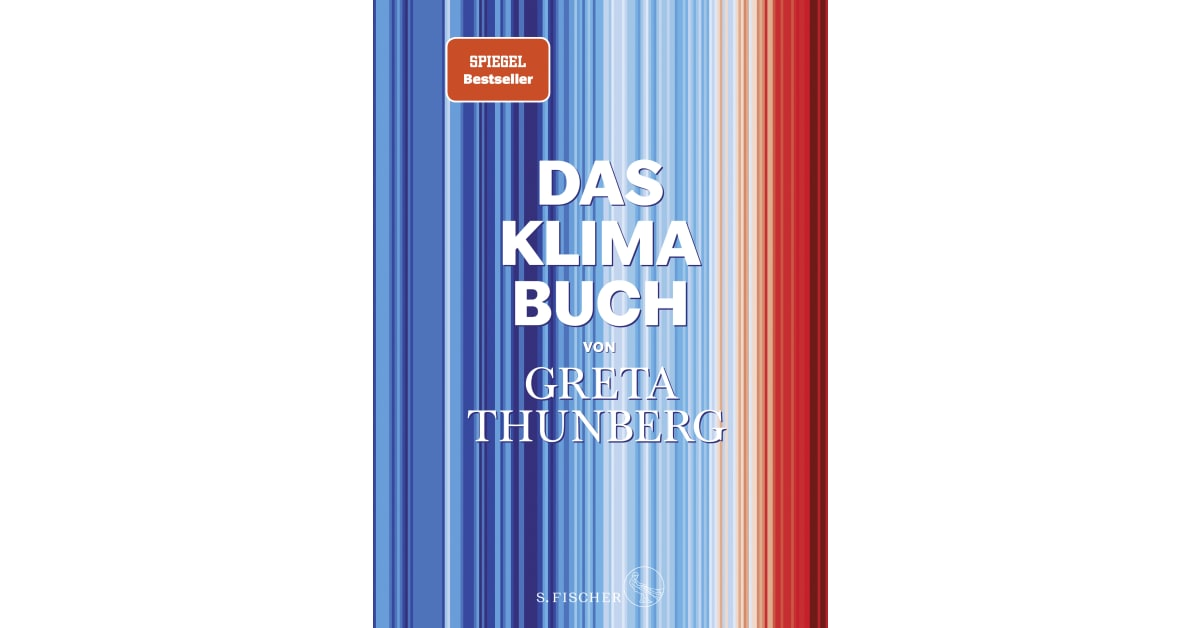 SPIEGEL
Bestseller
DAS
KLIMA
BUCH
VON
GRETA
THUNBERG
S. FISCHER